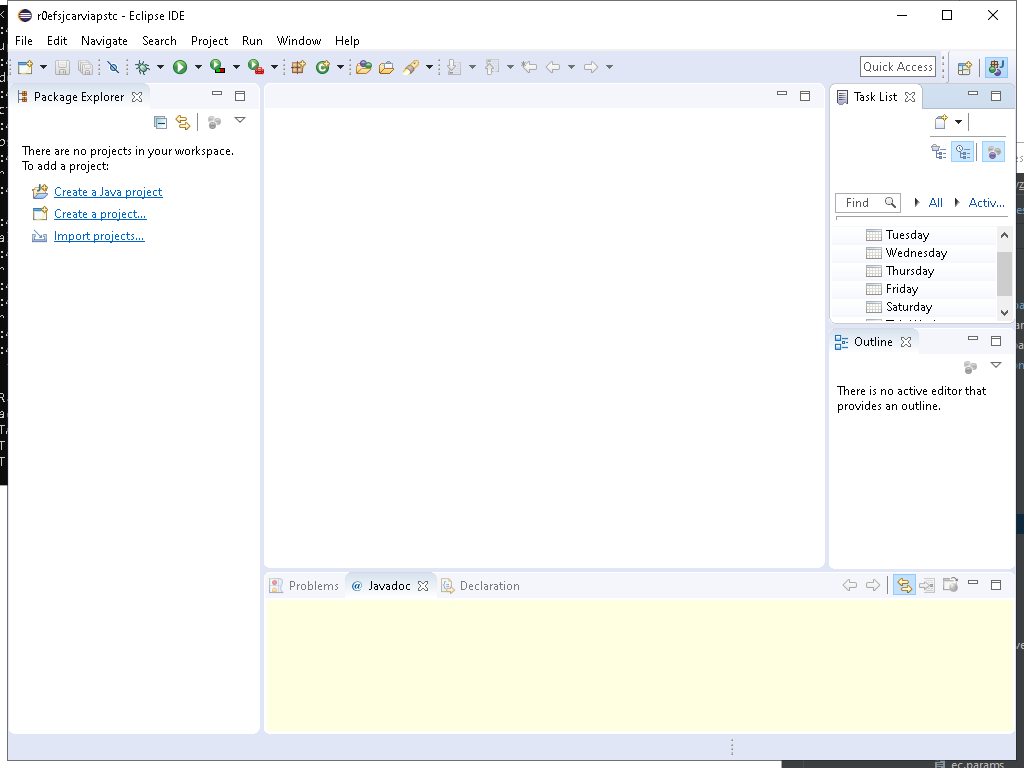 r0efsjcarviapstc - Eclipse IDE
File Edit Navigate Search Project Run Window Help
Quick Access
Package Explorer
There are no projects in your workspace.
To add a project:
Create a Java project
Create a project...
Import projects...
Task List
Find
All
Activ...
Tuesday
Wednesday
Thursday
Friday
Saturday
Outline
There is no active editor that
provides an outline.
Problems
@ Javadoc
Declaration
ec.params